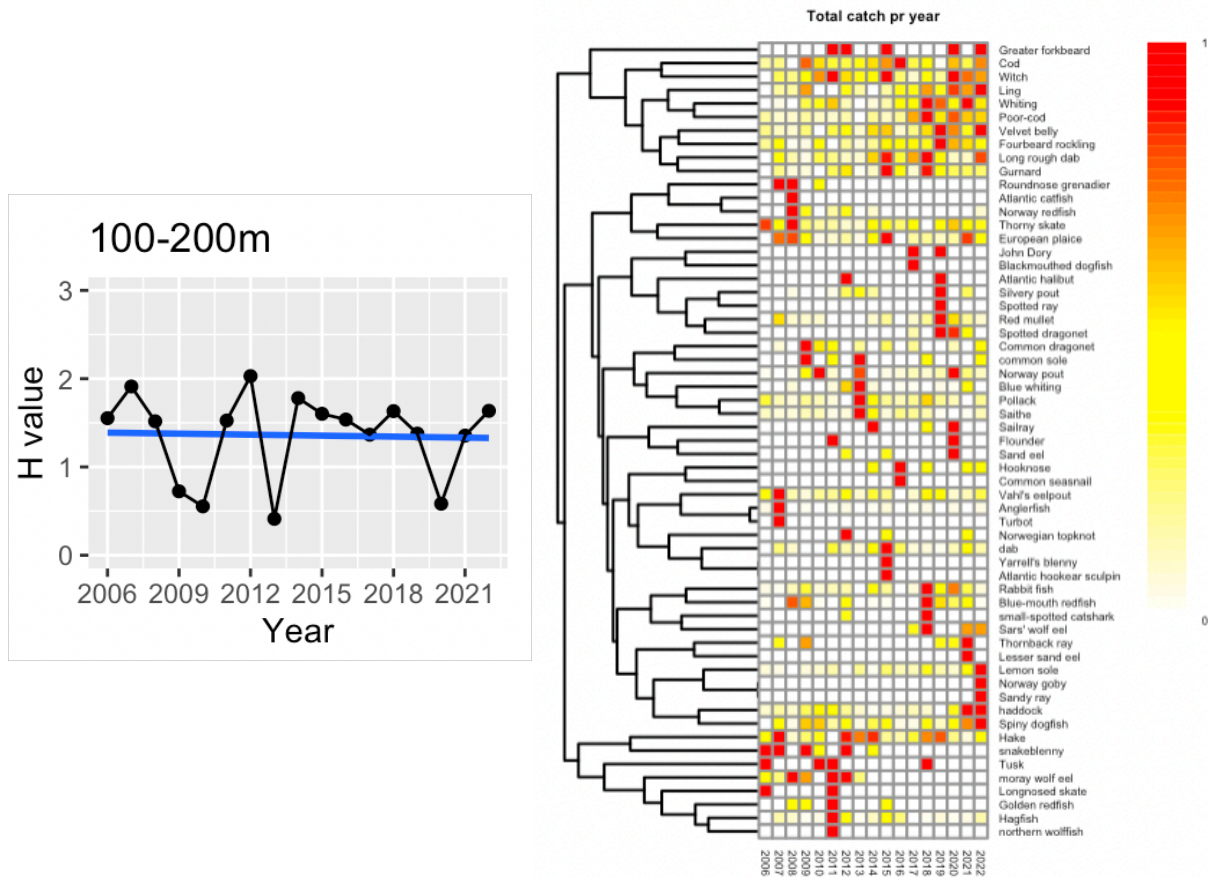 100-200m
3
2
1
0
H value
2006 2009 2012 2015 2018 2021
Year
Total catch pr year
Greater forkbeard
Cod
Witch
Ling
Whiting
Poor-cod
Velvet belly
Fourbeard rockling
Long rough dab
Gurnard
Roundnose grenadier
Atlantic catfish
Norway redfish
Thorny skate
European plaice
John Dory
Blackmouthed dogfish
Atlantic halibut
Silvery pout
Spotted ray
Red mullet
Spotted dragonet
Common dragonet
common sole
Norway pout
Blue whiting
Pollack
Saithe
Sailray
Flounder
Sand eel
Hooknose
Common seasnail
Vahl's eelpout
Anglerfish
Turbot
Norwegian topknot
dab
Yarrell's blenny
Atlantic hookear sculpin
Rabbit fish
Blue-mouth redfish
small-spotted catshark
Sars' wolf eel
Thornback ray
Lesser sand eel
Lemon sole
Norway goby
Sandy ray
haddock
Spiny dogfish
Hake
snakeblenny
Tusk
moray wolf eel
Longnosed skate
Golden redfish
Hagfish
northern wolffish
2006 2007 2008 2009 2010 2011 2012 2013 2014 2015 2016 2017 2018 2019 2020 2021 2022
1
0